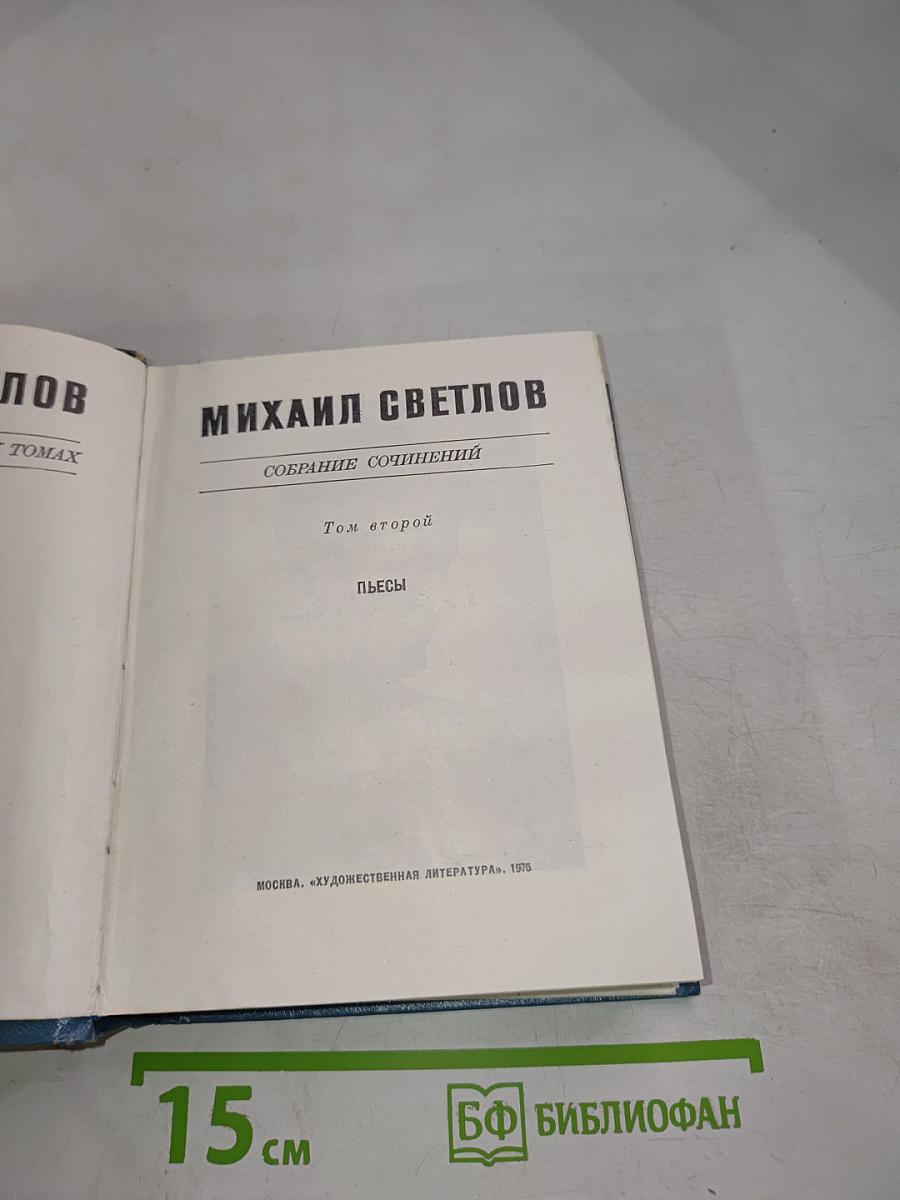 ЛОВ
ТОМАХ
МИХАИЛ СВЕТЛОВ
СОБРАНИЕ СОЧИНЕНИЙ
Том второй
ПЬЕСЫ
МОСКВА. «ХУДОЖЕСТВЕННАЯ ЛИТЕРАТУРА». 1975
15 см
БФ БИБЛИОФАН